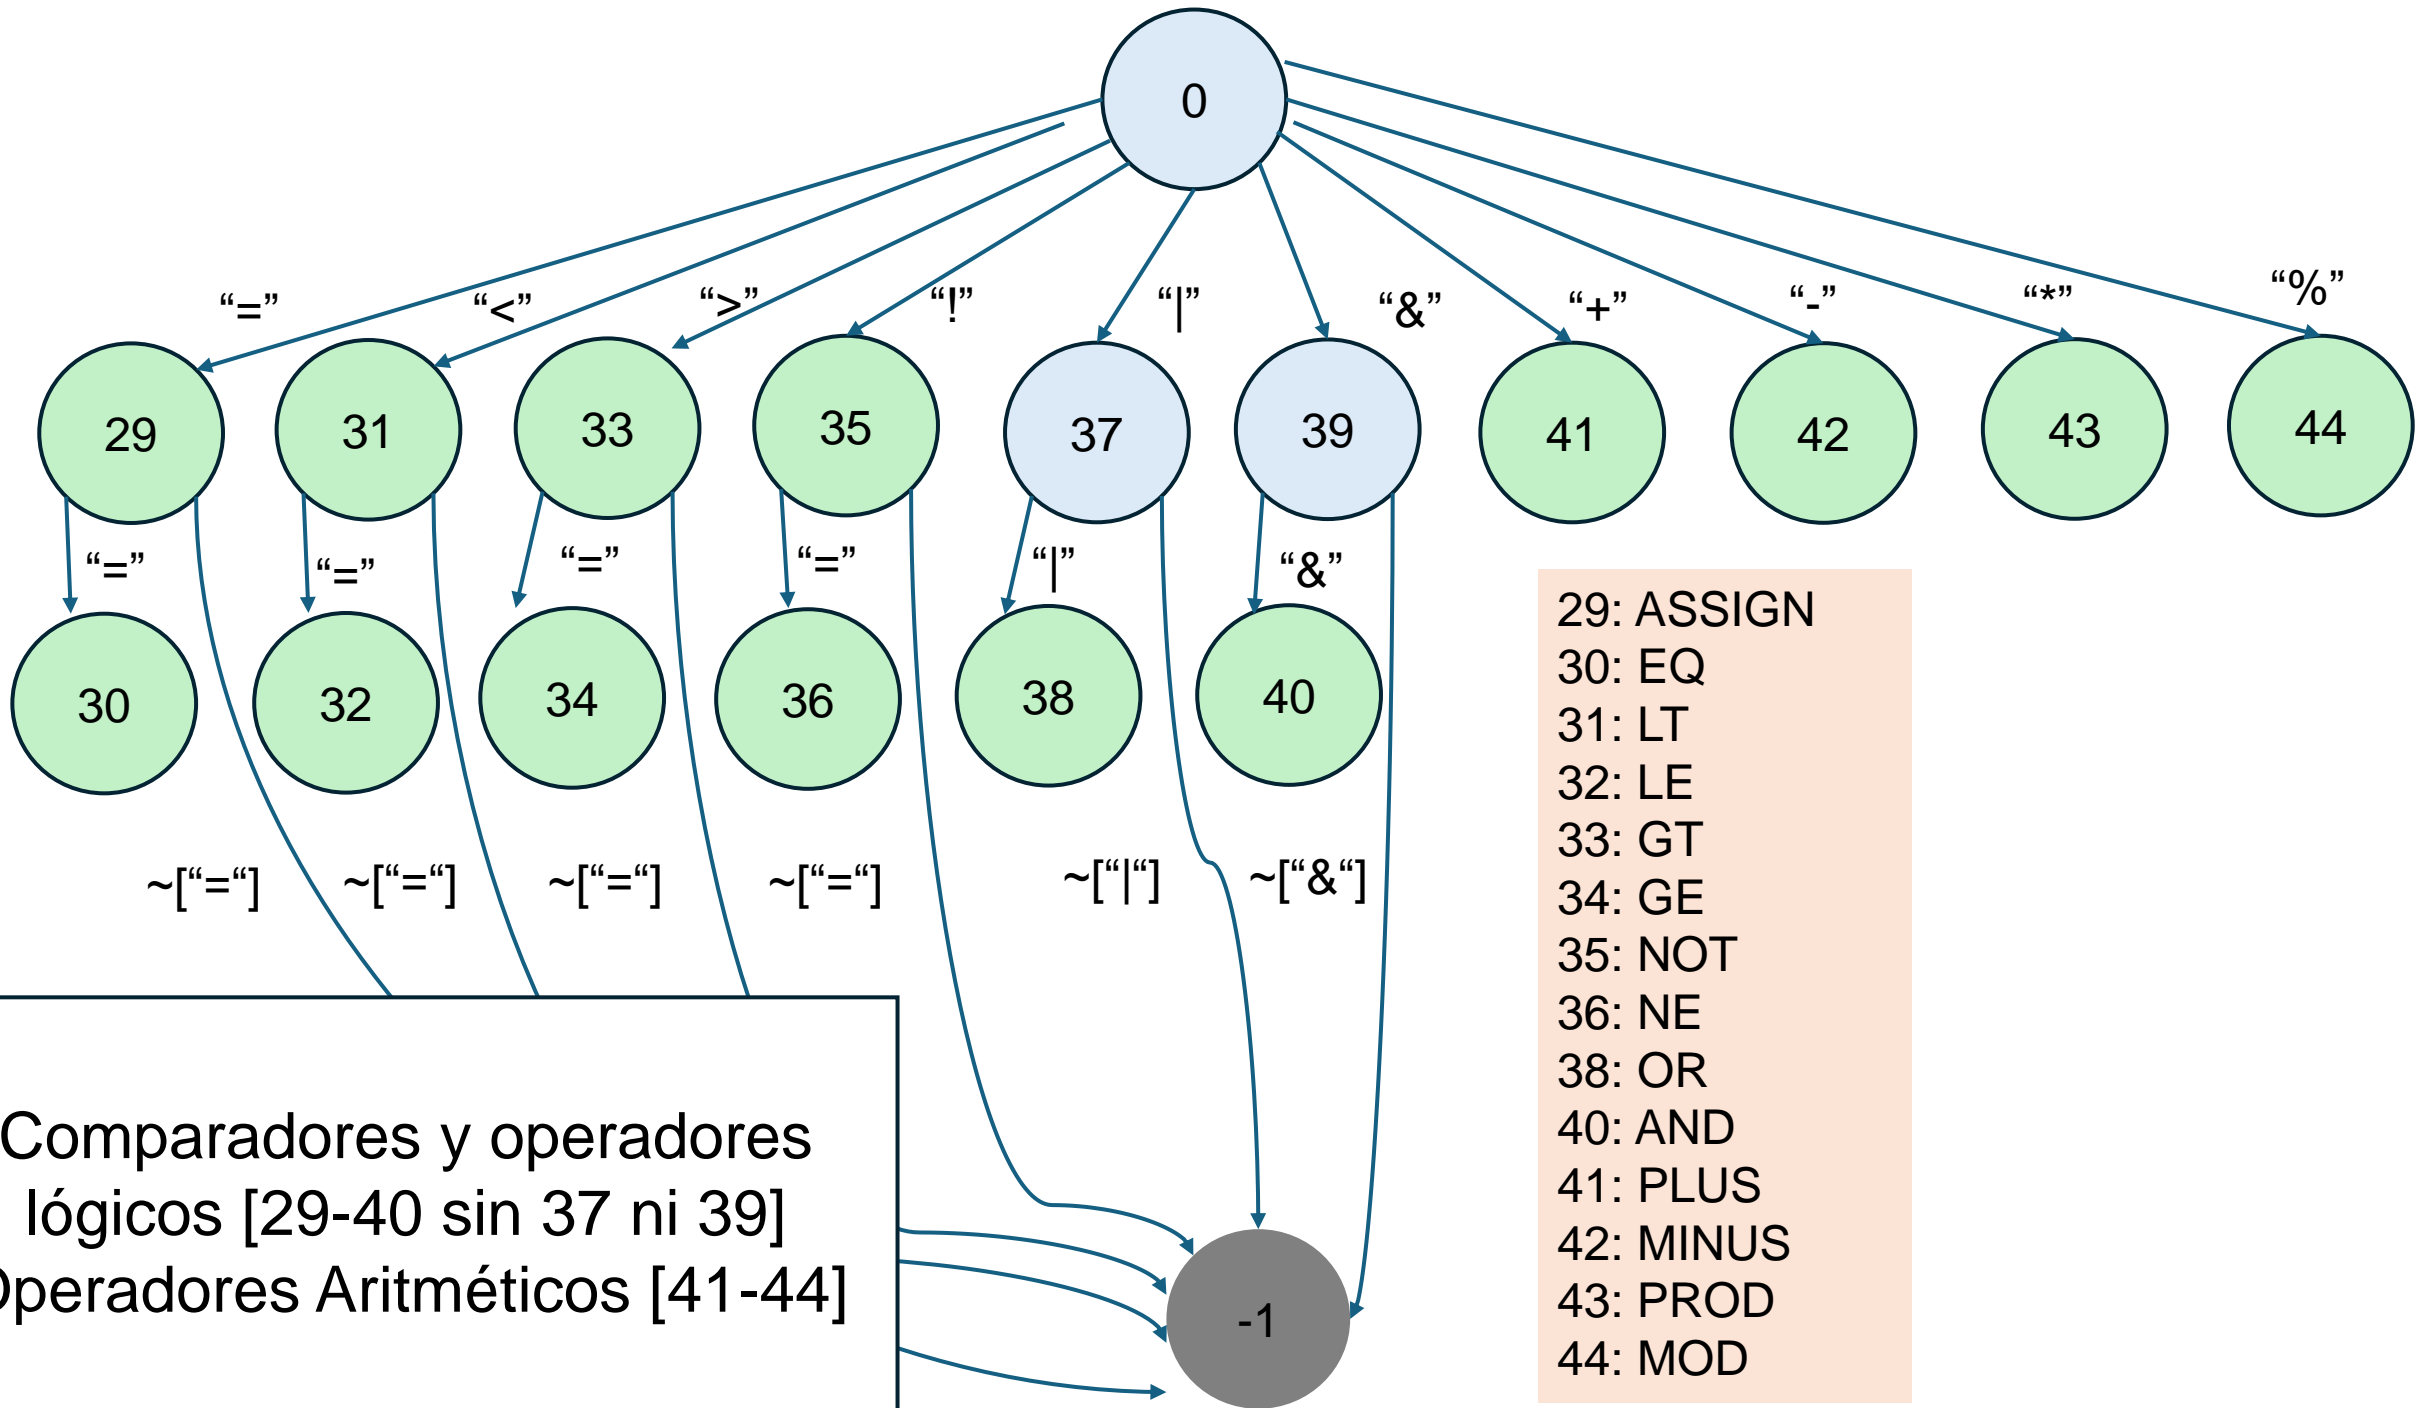 0
“=”
“<”
“>”
“!”
“|”
“&”
“+”
“-”
“*”
“%”
29
31
33
35
37
39
41
42
43
44
“=”
“=”
“=”
“=”
“|”
“&”
30
32
34
36
38
40
~[“=“]
~[“=“]
~[“=“]
~[“=“]
~[“|“]
~[“&“]
29: ASSIGN
30: EQ
31: LT
32: LE
33: GT
34: GE
35: NOT
36: NE
38: OR
40: AND
41: PLUS
42: MINUS
43: PROD
44: MOD
Comparadores y operadores
lógicos [29-40 sin 37 ni 39]
Operadores Aritméticos [41-44]
-1